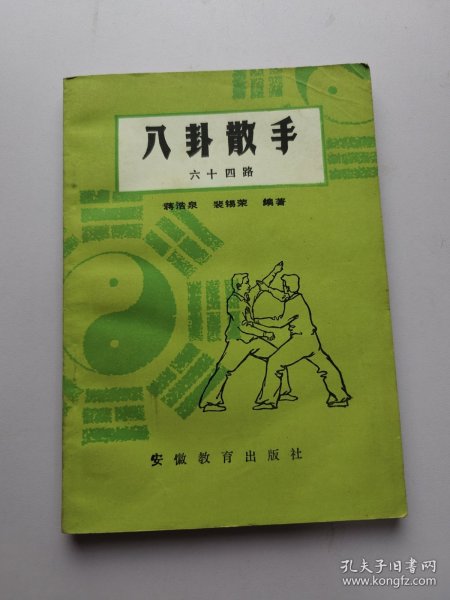 八卦散手
六十四路
蒋浩泉 裴锡荣 编著
安徽教育出版社
孔夫子旧书网
www.kongfz.com